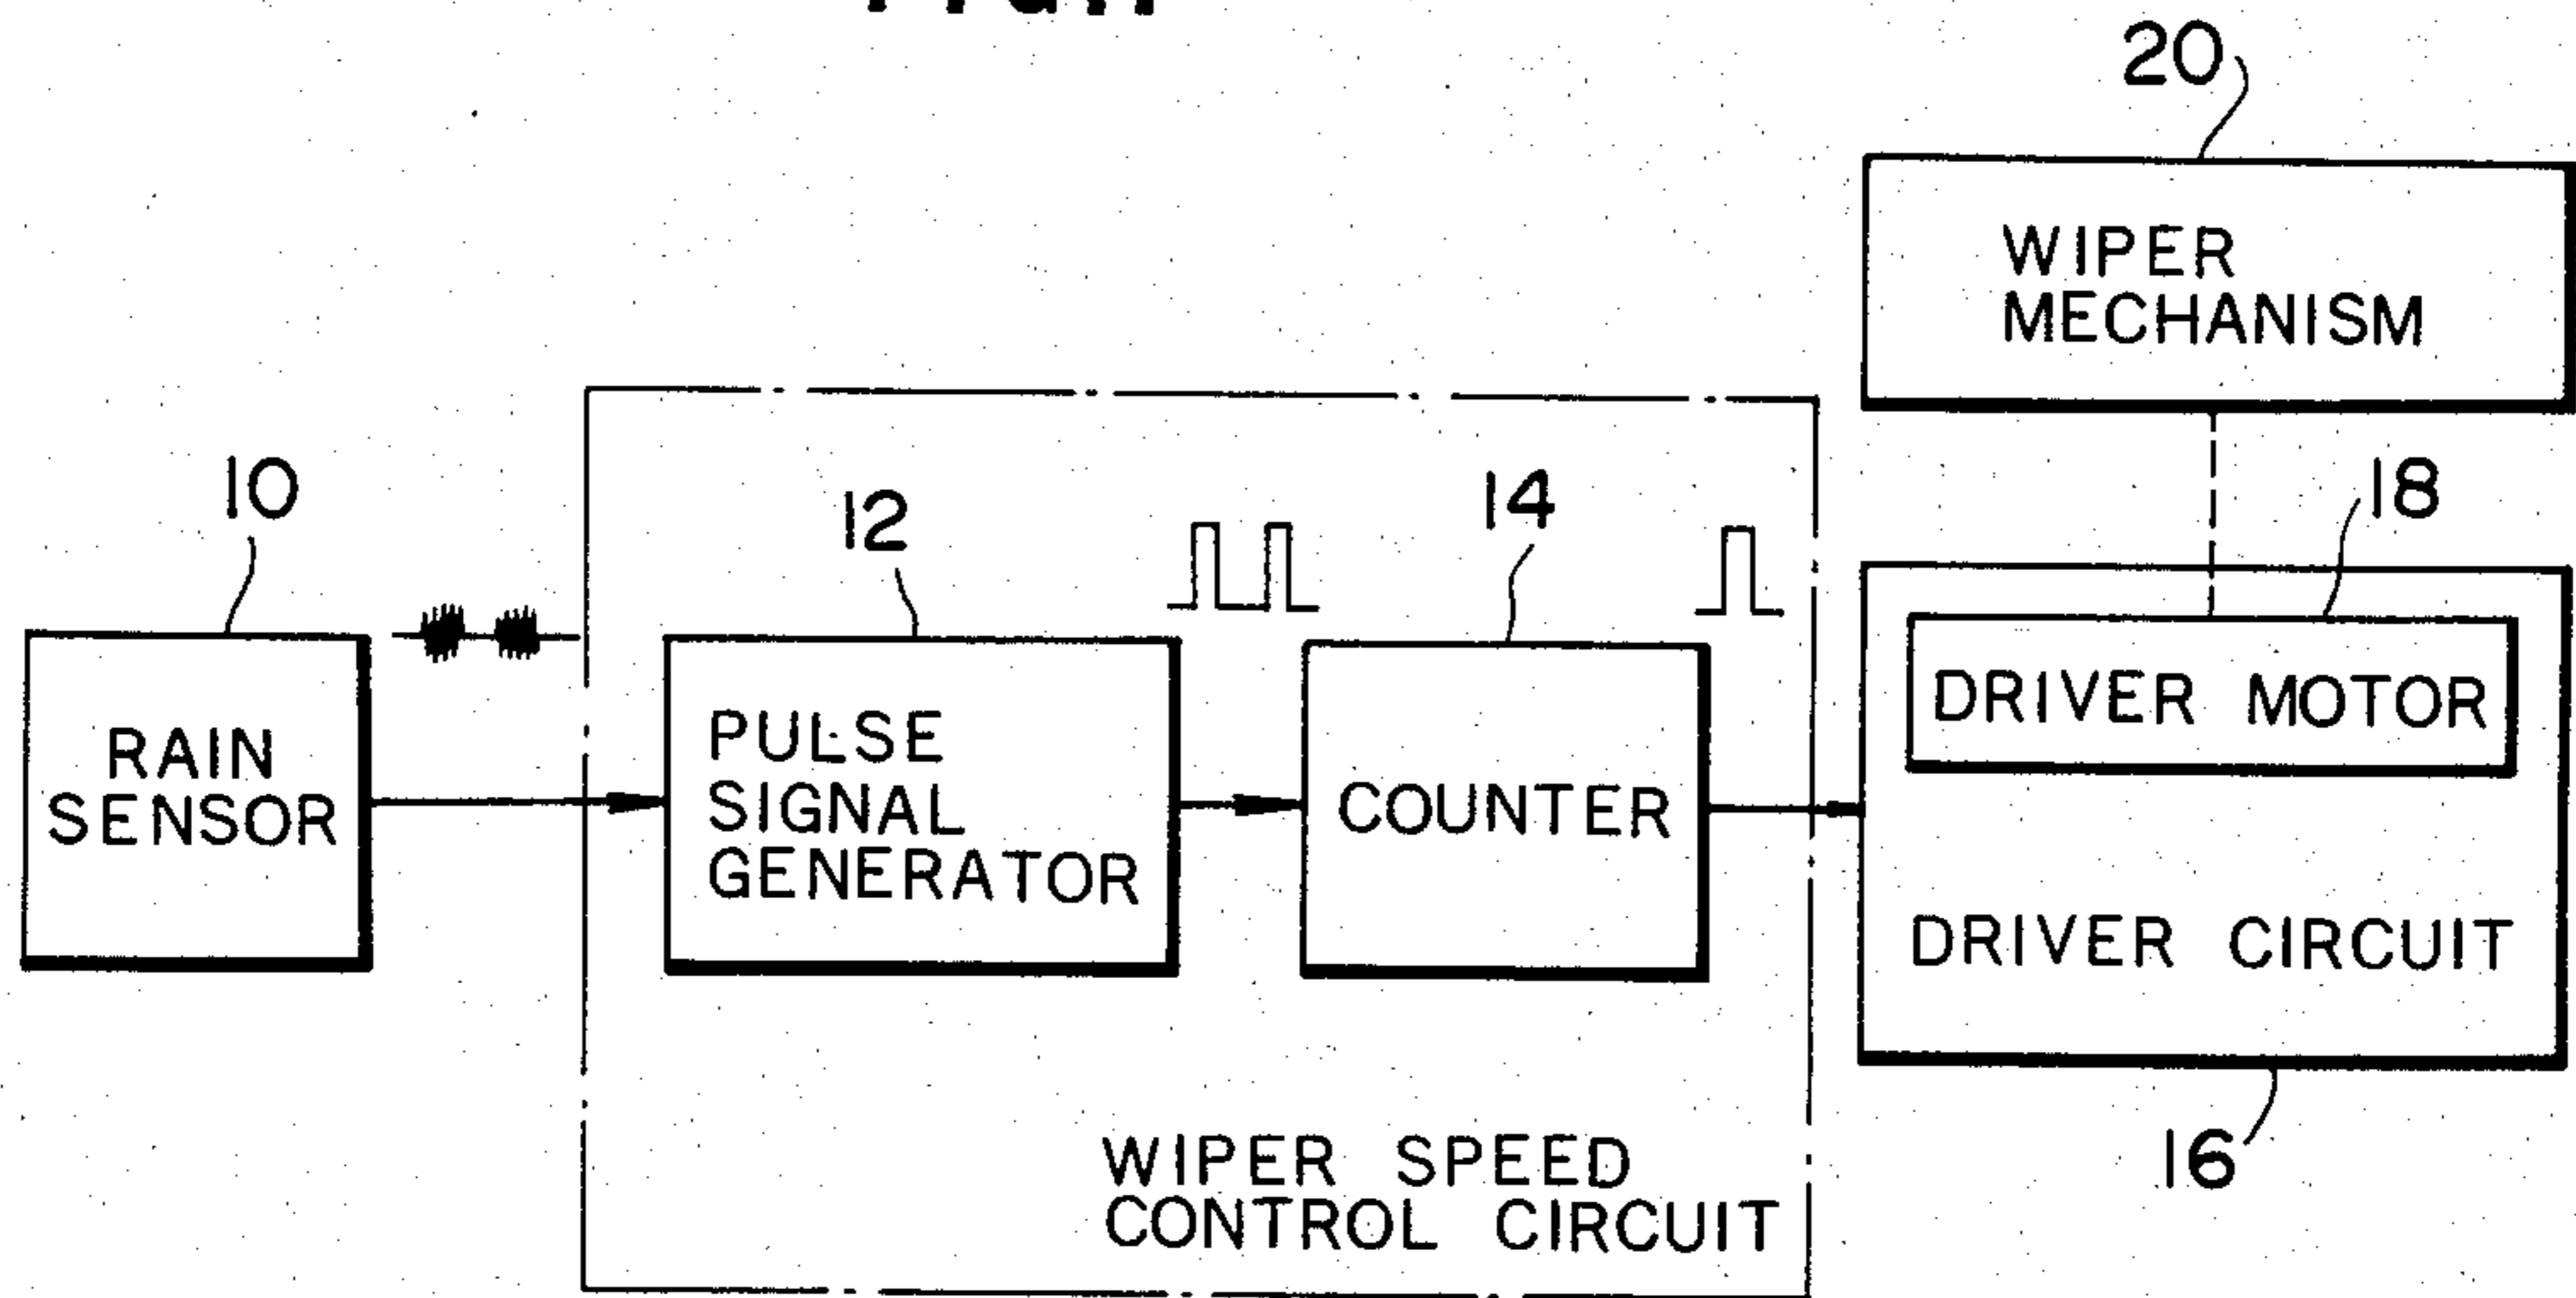 20
WIPER
MECHANISM
10
12
14
18
RAIN
SENSOR
PULSE
SIGNAL
GENERATOR
COUNTER
DRIVER MOTOR
DRIVER CIRCUIT
WIPER SPEED
CONTROL CIRCUIT
16